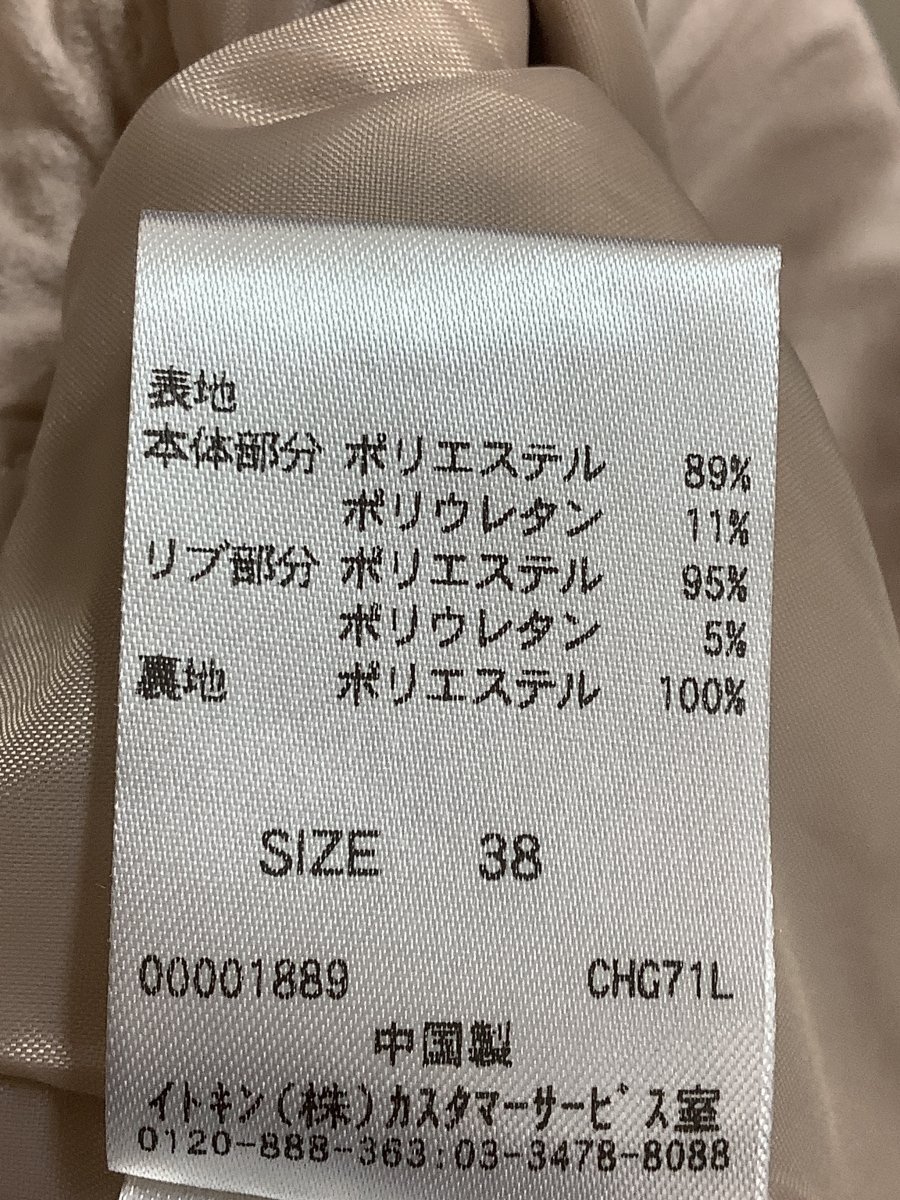 表地
本体部分 ポリエステル 89%
ポリウレタン 11%
リブ部分 ポリエステル 95%
ポリウレタン 5%
裏地 ポリエステル 100%
SIZE 38
00001889 CHG71L
中国製
イトキン(株)カスタマーサービス室
0120-888-363:03-3478-8088